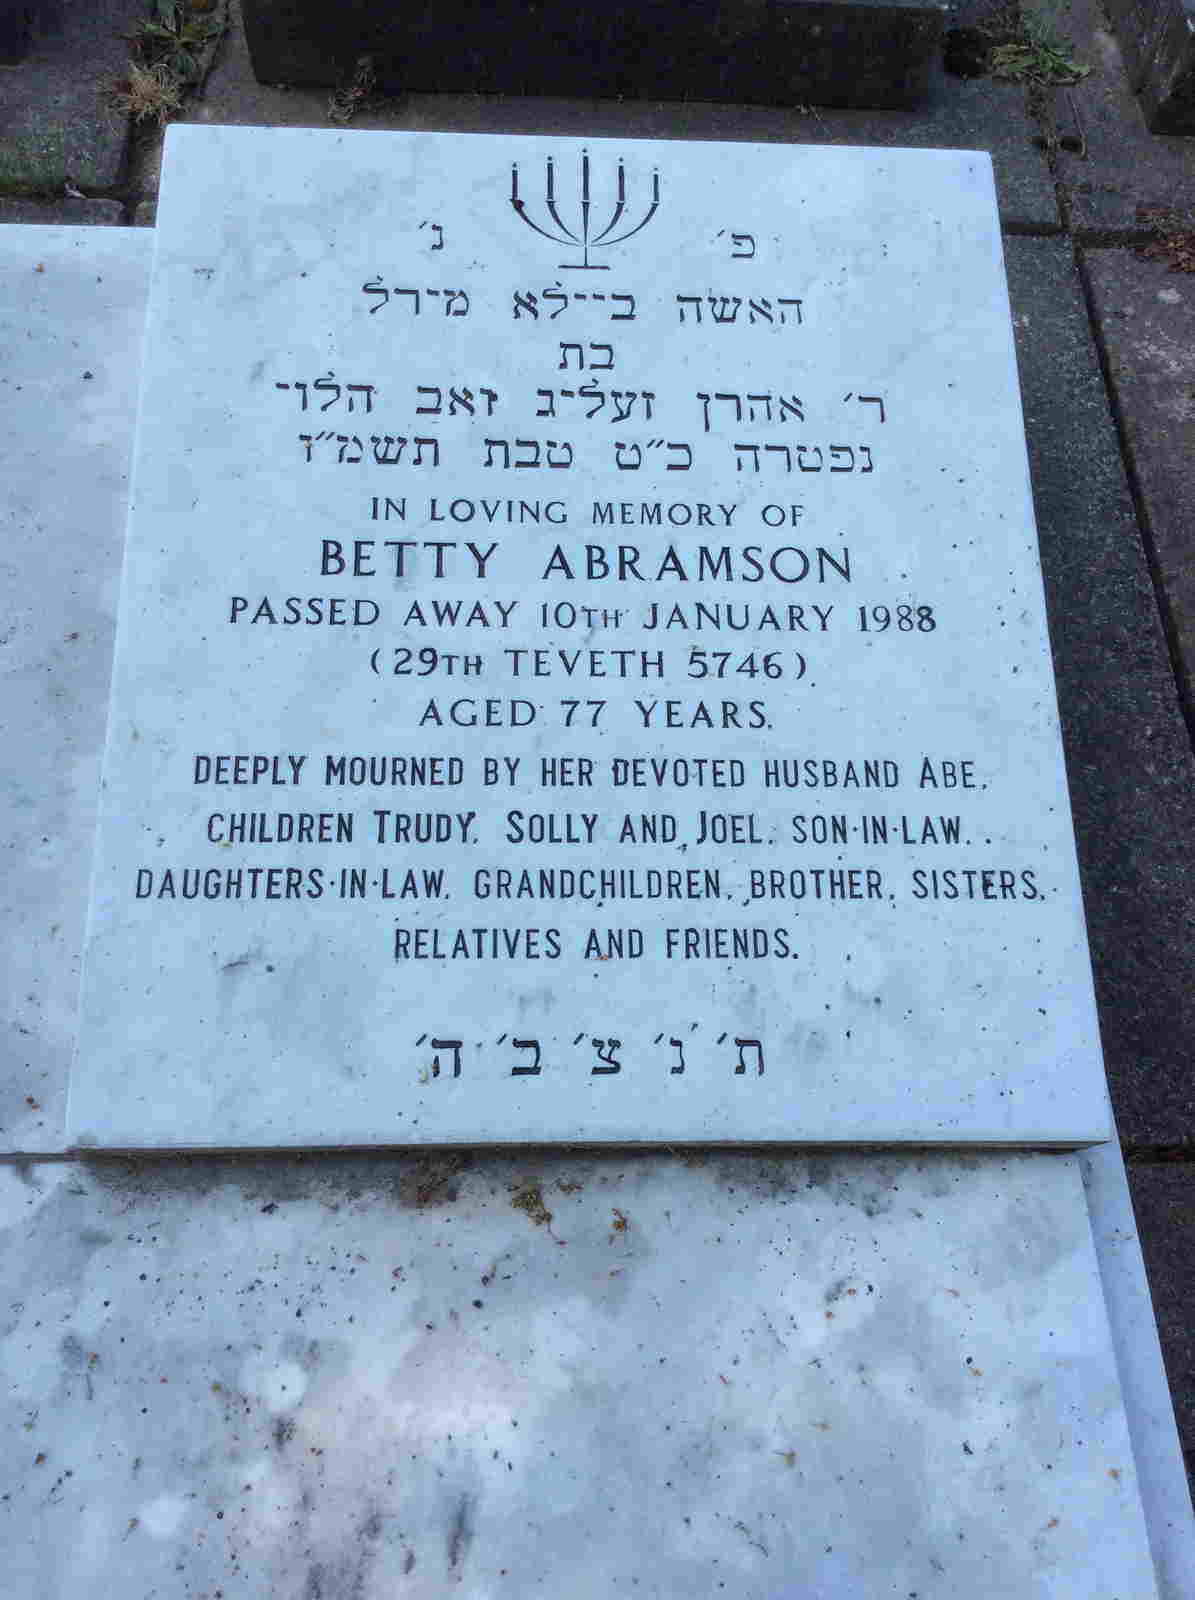 פ׳ נ׳
האשה ביילא מירל
בת
ר׳ אהרן זעליג זאב הלוי
נפטרה כ״ט טבת תשמ״ז
IN LOVING MEMORY OF
BETTY ABRAMSON
PASSED AWAY 10TH JANUARY 1988
(29TH TEVETH 5746)
AGED 77 YEARS.
DEEPLY MOURNED BY HER DEVOTED HUSBAND ABE,
CHILDREN TRUDY, SOLLY AND JOEL, SON·IN·LAW,
DAUGHTERS·IN·LAW, GRANDCHILDREN, BROTHER, SISTERS,
RELATIVES AND FRIENDS.
ת׳ נ׳ צ׳ ב׳ ה׳